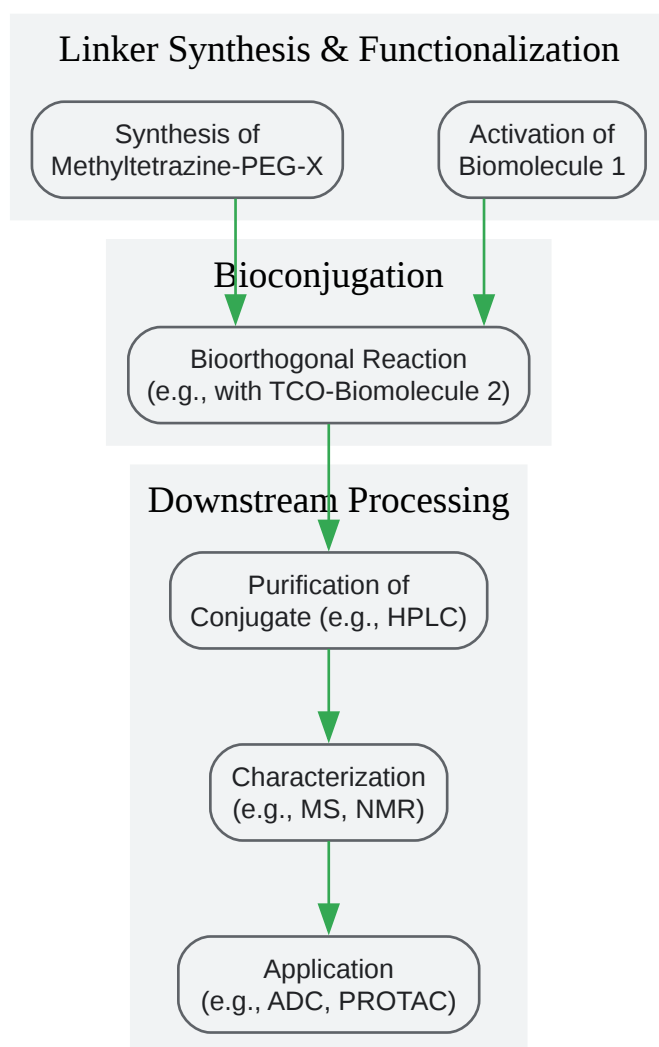 Linker Synthesis & Functionalization
Synthesis of
Methyltetrazine-PEG-X
Activation of
Biomolecule 1
Bioconjugation
Bioorthogonal Reaction
(e.g., with TCO-Biomolecule 2)
Downstream Processing
Purification of
Conjugate (e.g., HPLC)
Characterization
(e.g., MS, NMR)
Application
(e.g., ADC, PROTAC)